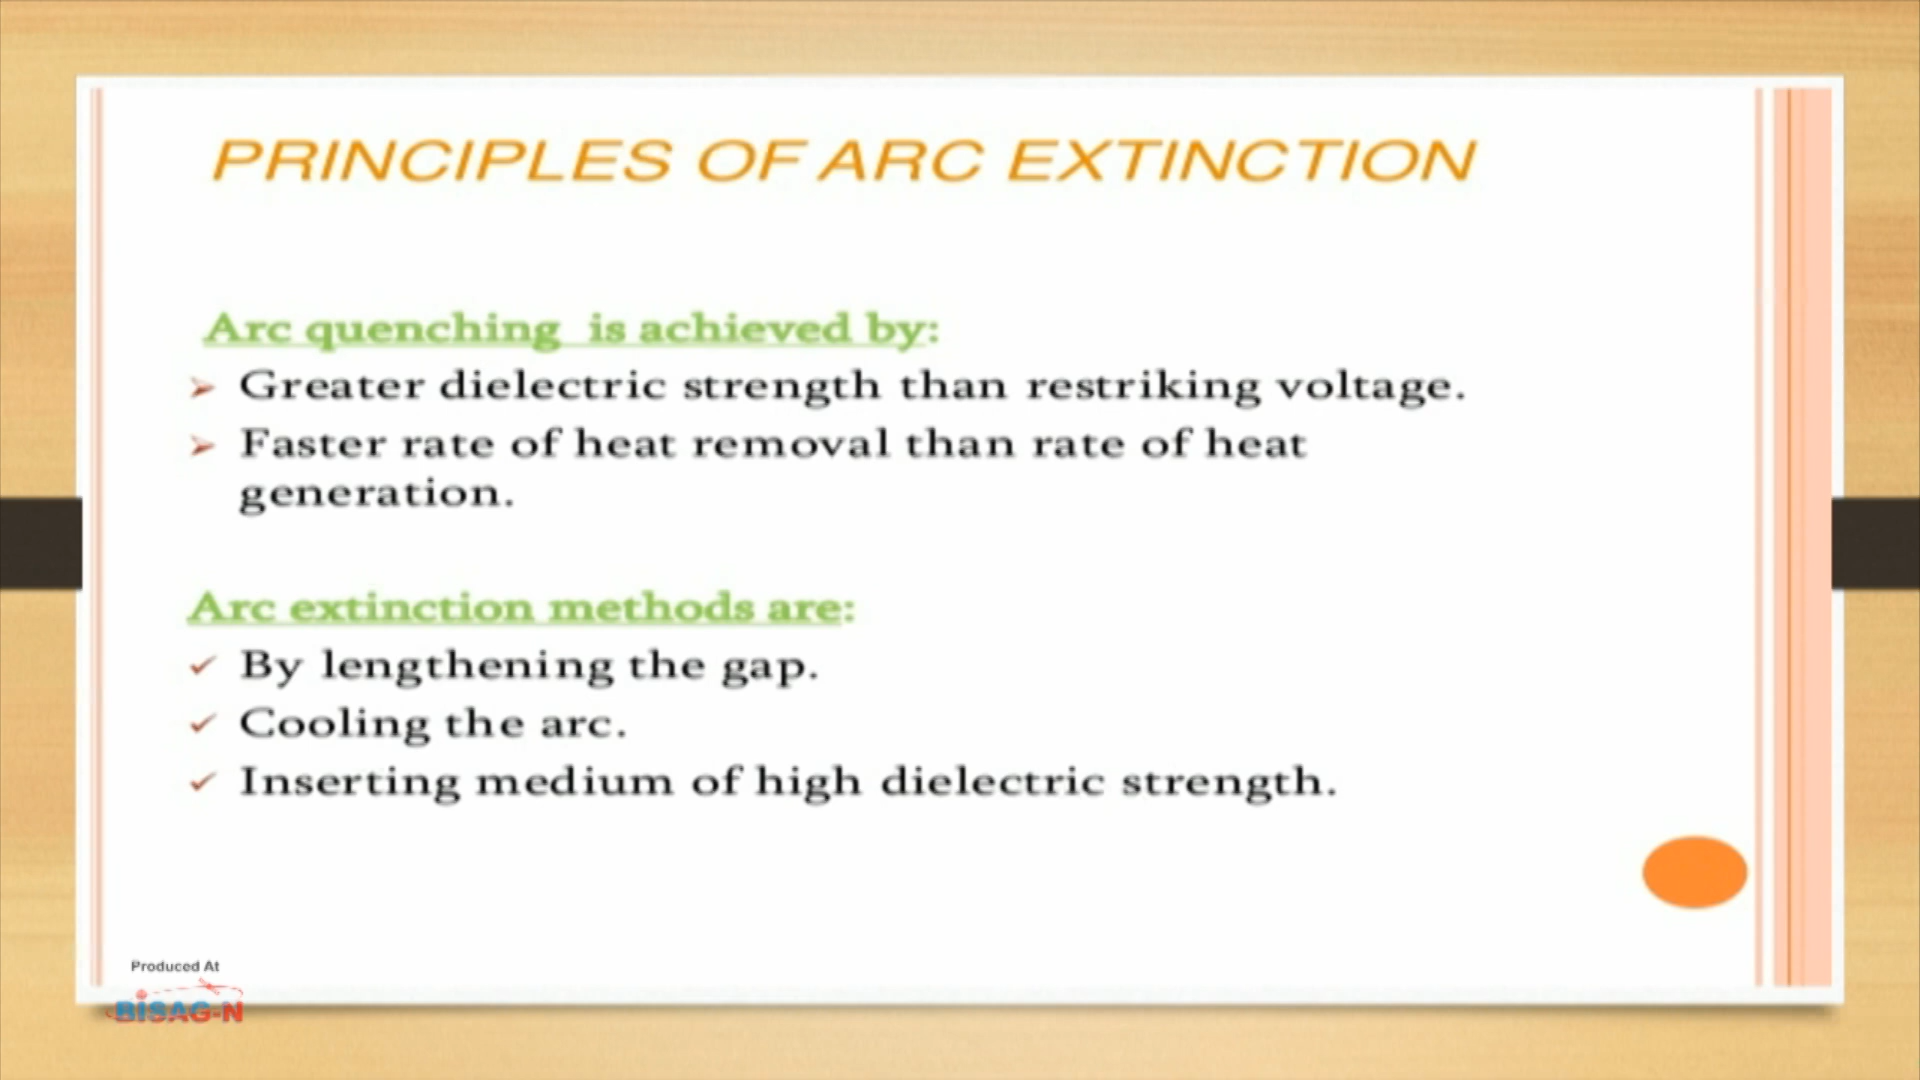 PRINCIPLES OF ARC EXTINCTION
Arc quenching is achieved by:
Greater dielectric strength than restriking voltage.
Faster rate of heat removal than rate of heat
generation.
Arc extinction methods are:
By lengthening the gap.
Cooling the arc.
Inserting medium of high dielectric strength.
Produced At
BISAG-N